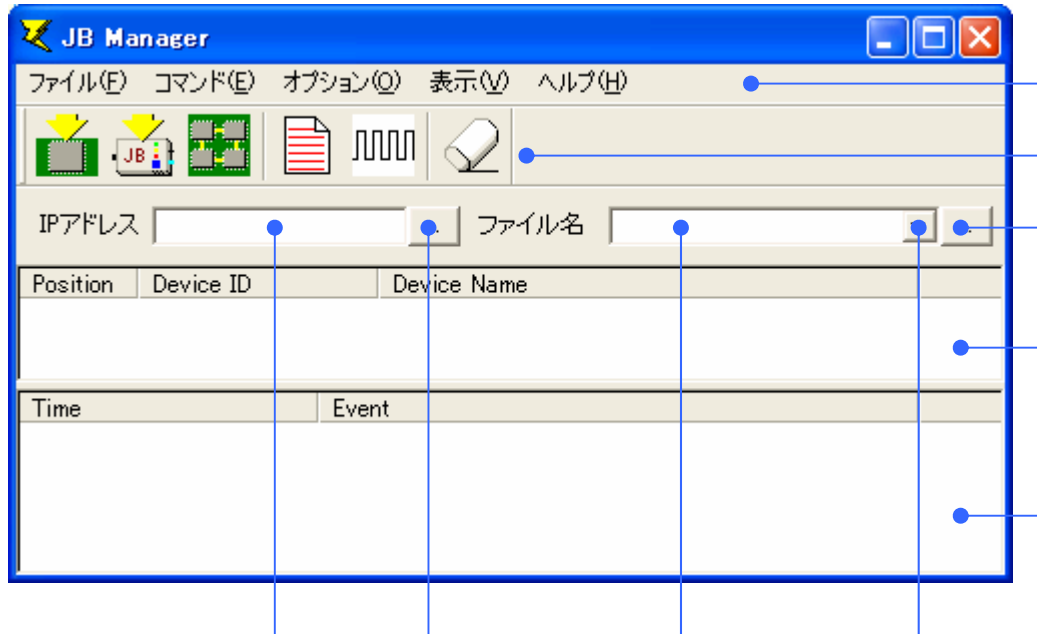 JB Manager
ファイル(F) コマンド(E) オプション(O) 表示(V) ヘルプ(H)
JB
IPアドレス ファイル名
Position Device ID Device Name
Time Event